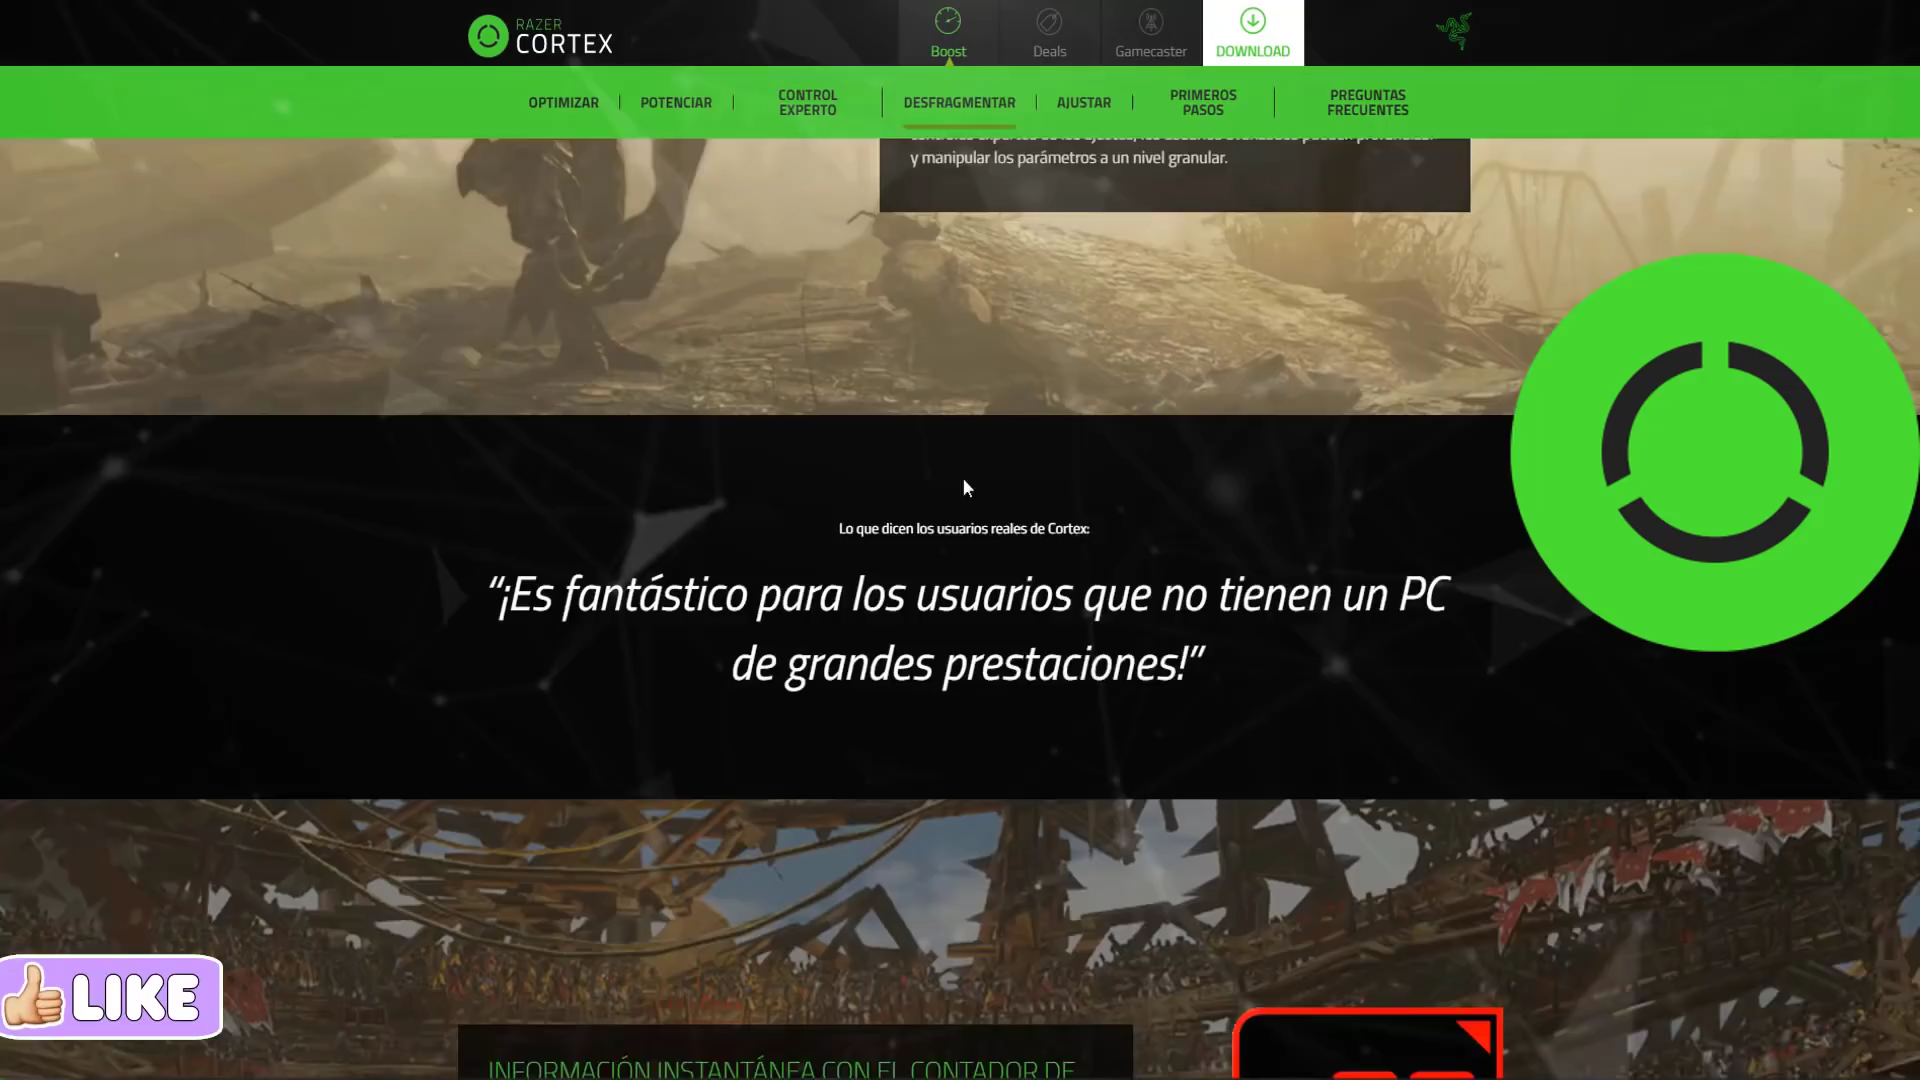 RAZER
CORTEX
Boost
Deals
Gamecaster
DOWNLOAD
OPTIMIZAR
POTENCIAR
CONTROL
EXPERTO
DESFRAGMENTAR
AJUSTAR
PRIMEROS
PASOS
PREGUNTAS
FRECUENTES
y manipular los parámetros a un nivel granular.
Lo que dicen los usuarios reales de Cortex:
“¡Es fantástico para los usuarios que no tienen un PC
de grandes prestaciones!”
LIKE
INFORMACIÓN INSTANTÁNEA CON EL CONTADOR DE